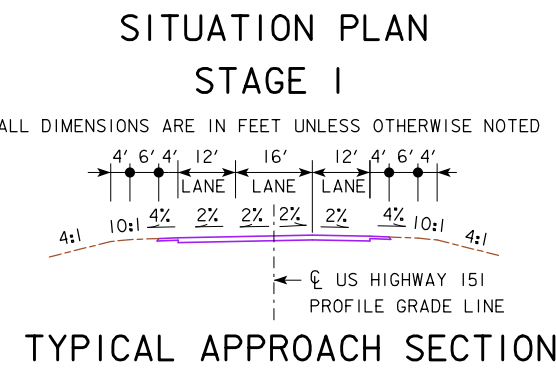 SITUATION PLAN
STAGE 1
ALL DIMENSIONS ARE IN FEET UNLESS OTHERWISE NOTED
4' 6' 4' 12' 16' 12' 4' 6' 4'
LANE LANE LANE
4:1 10:1 4% 2% 2% 2% 2% 4% 10:1 4:1
℄ US HIGHWAY 151
PROFILE GRADE LINE
TYPICAL APPROACH SECTION